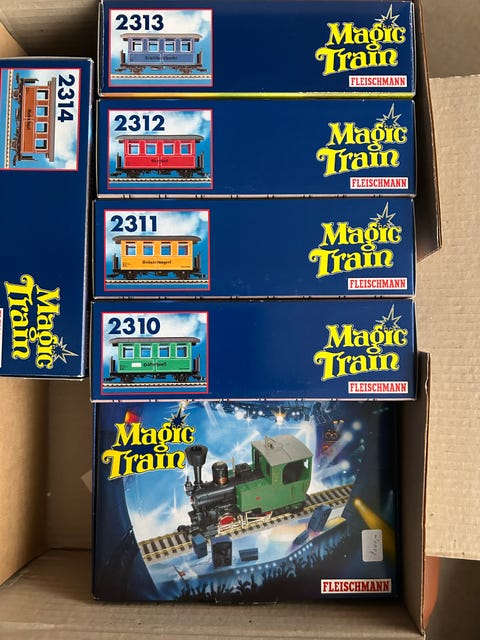 2313
Magic
Train
FLEISCHMANN
2314
Magic
Train
2312
Magic
Train
FLEISCHMANN
2311
Magic
Train
FLEISCHMANN
2310
Magic
Train
FLEISCHMANN
Magic
Train
FLEISCHMANN